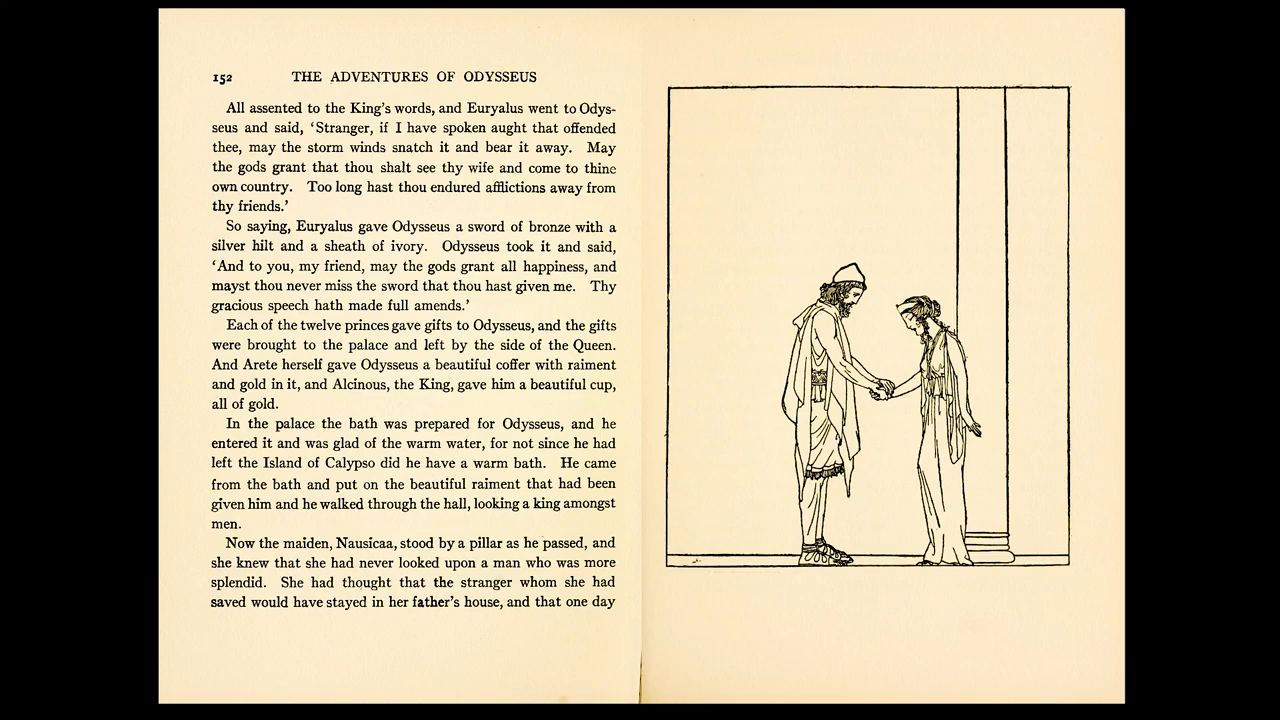 152 THE ADVENTURES OF ODYSSEUS
All assented to the King's words, and Euryalus went to Odys-
seus and said, 'Stranger, if I have spoken aught that offended
thee, may the storm winds snatch it and bear it away. May
the gods grant that thou shalt see thy wife and come to thine
own country. Too long hast thou endured afflictions away from
thy friends.'
So saying, Euryalus gave Odysseus a sword of bronze with a
silver hilt and a sheath of ivory. Odysseus took it and said,
'And to you, my friend, may the gods grant all happiness, and
mayst thou never miss the sword that thou hast given me. Thy
gracious speech hath made full amends.'
Each of the twelve princes gave gifts to Odysseus, and the gifts
were brought to the palace and left by the side of the Queen.
And Arete herself gave Odysseus a beautiful coffer with raiment
and gold in it, and Alcinous, the King, gave him a beautiful cup,
all of gold.
In the palace the bath was prepared for Odysseus, and he
entered it and was glad of the warm water, for not since he had
left the Island of Calypso did he have a warm bath. He came
from the bath and put on the beautiful raiment that had been
given him and he walked through the hall, looking a king amongst
men.
Now the maiden, Nausicaa, stood by a pillar as he passed, and
she knew that she had never looked upon a man who was more
splendid. She had thought that the stranger whom she had
saved would have stayed in her father's house, and that one day